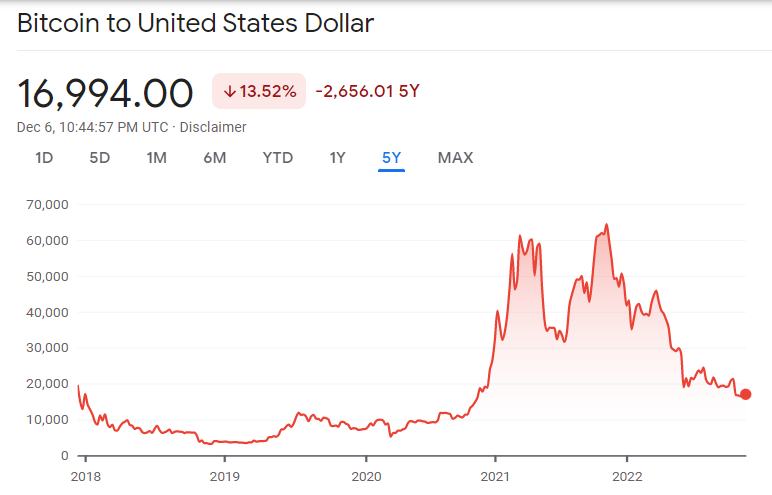 Bitcoin to United States Dollar
16,994.00 ↓13.52% -2,656.01 5Y
Dec 6, 10:44:57 PM UTC · Disclaimer
1D 5D 1M 6M YTD 1Y 5Y MAX
70,000
60,000
50,000
40,000
30,000
20,000
10,000
0
2018 2019 2020 2021 2022